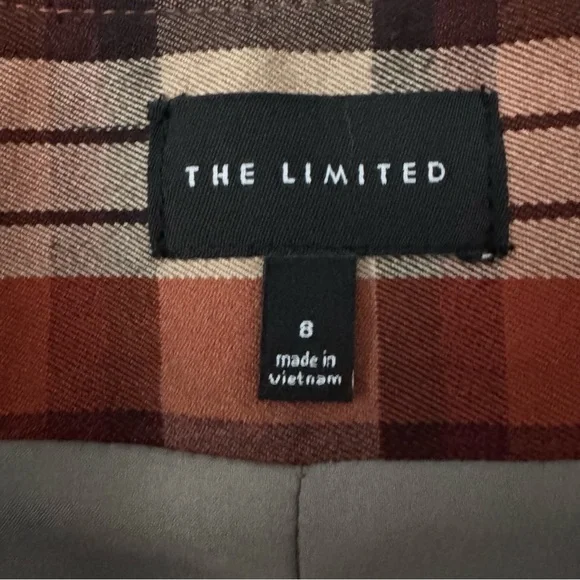 THE LIMITED
8
made in
vietnam